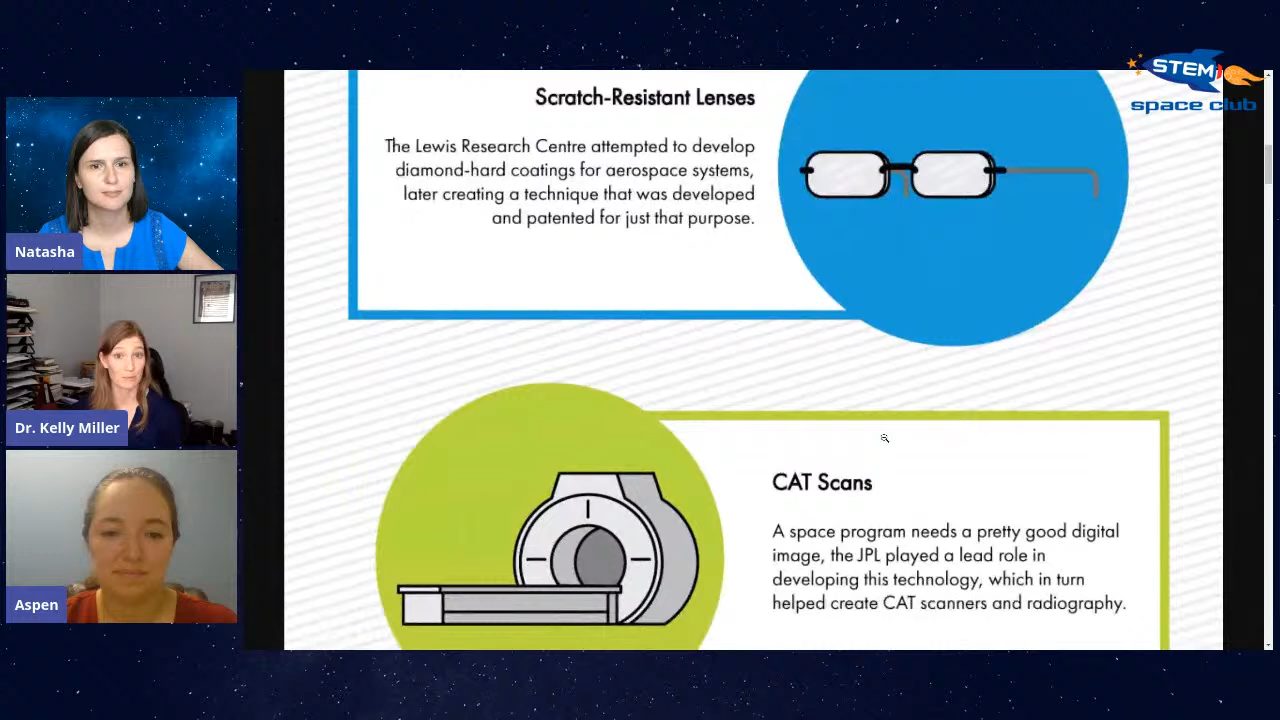 STEM
space club
Scratch-Resistant Lenses
The Lewis Research Centre attempted to develop
diamond-hard coatings for aerospace systems,
later creating a technique that was developed
and patented for just that purpose.
Natasha
Dr. Kelly Miller
CAT Scans
A space program needs a pretty good digital
image, the JPL played a lead role in
developing this technology, which in turn
helped create CAT scanners and radiography.
Aspen